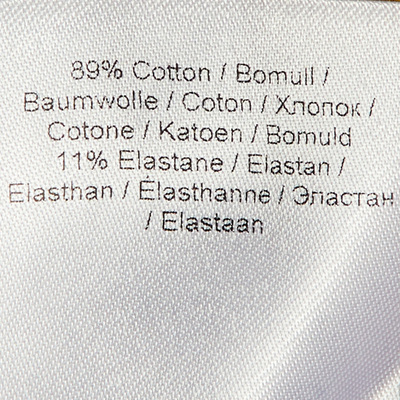 89% Cotton / Bomull /
Baumwolle / Coton / Хлопок /
Cotone / Katoen / Bomuld
11% Elastane / Elastan /
Elasthan / Élasthanne / Эластан
/ Elastaan